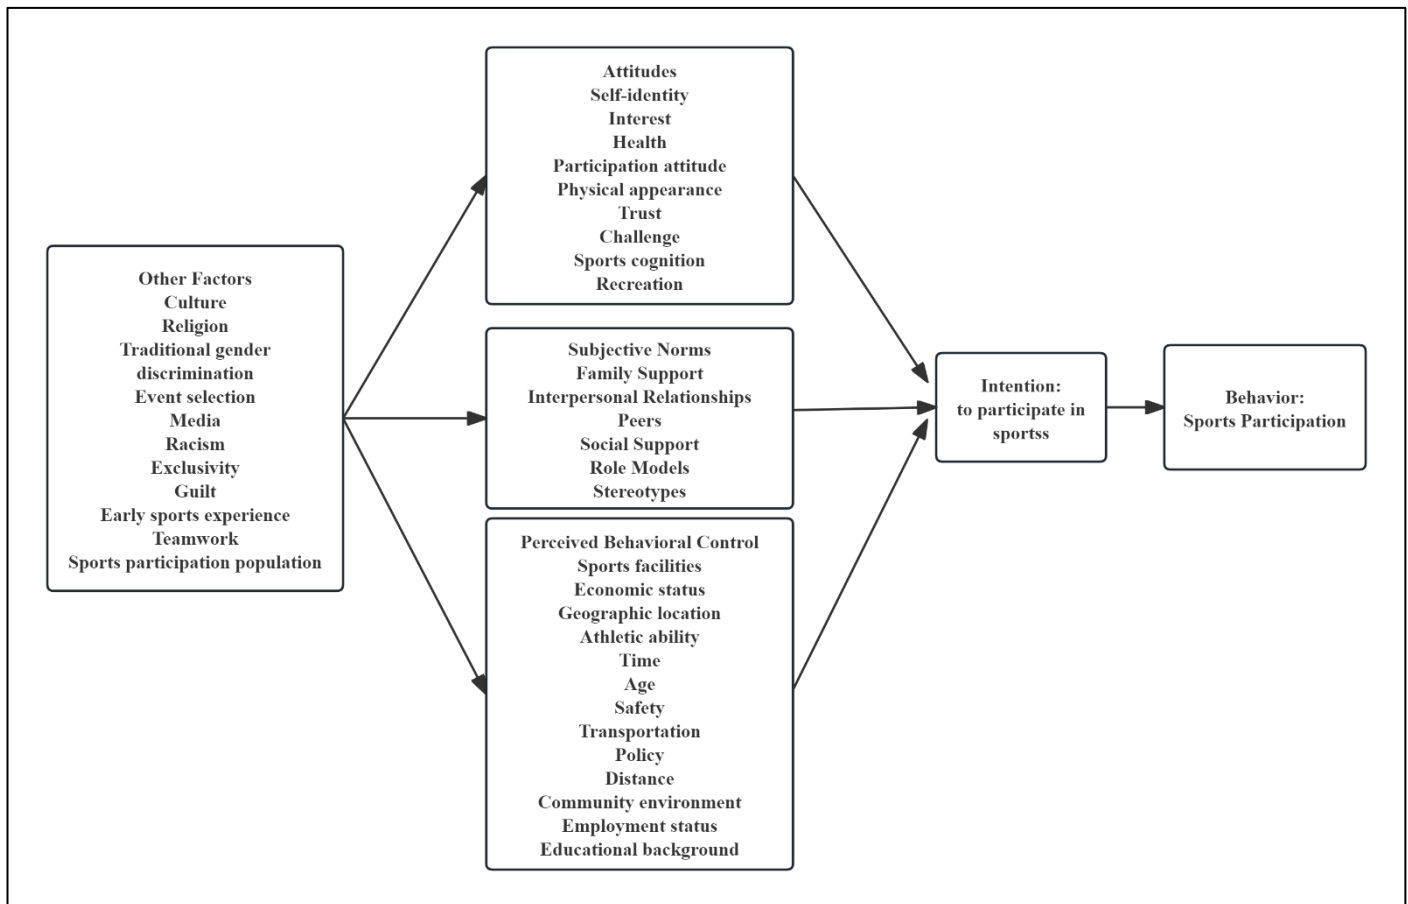 Other Factors
Culture
Religion
Traditional gender
discrimination
Event selection
Media
Racism
Exclusivity
Guilt
Early sports experience
Teamwork
Sports participation population
Attitudes
Self-identity
Interest
Health
Participation attitude
Physical appearance
Trust
Challenge
Sports cognition
Recreation
Subjective Norms
Family Support
Interpersonal Relationships
Peers
Social Support
Role Models
Stereotypes
Perceived Behavioral Control
Sports facilities
Economic status
Geographic location
Athletic ability
Time
Age
Safety
Transportation
Policy
Distance
Community environment
Employment status
Educational background
Intention:
to participate in
sportss
Behavior:
Sports Participation